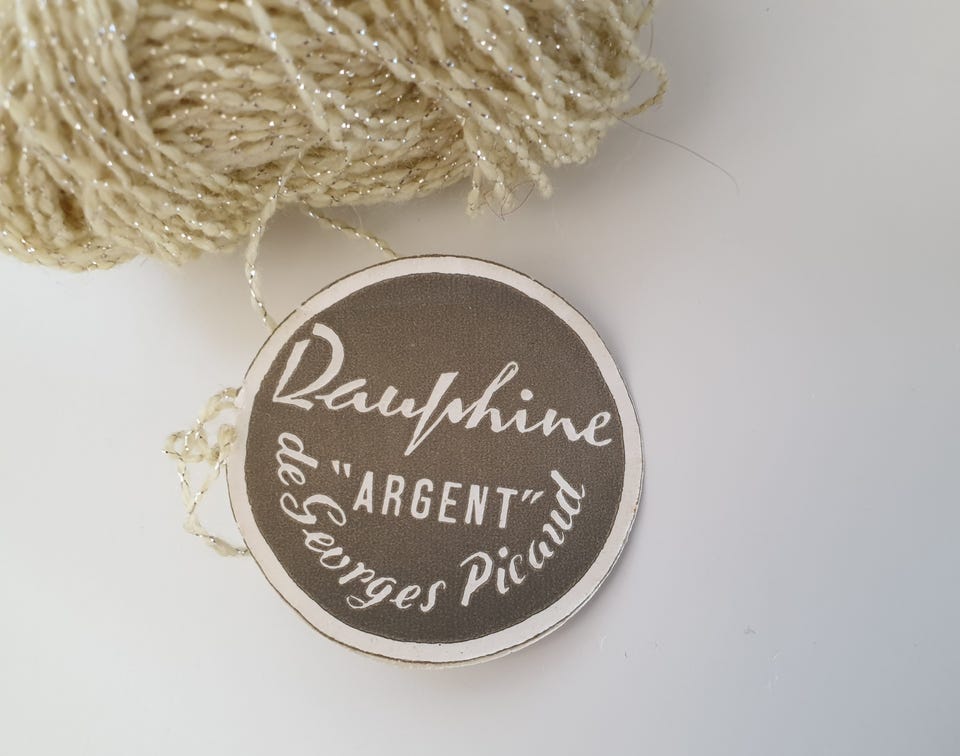 Dauphine
"ARGENT"
de Georges Picaud